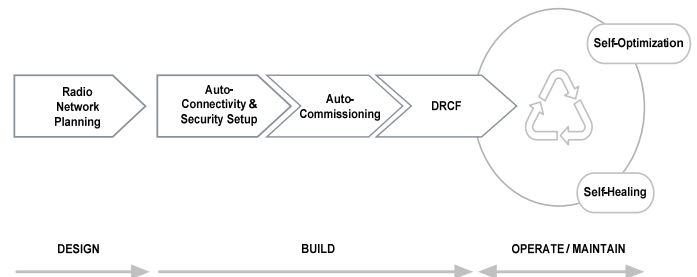 Self-Optimization
Radio
Network
Planning
Auto-
Connectivity &
Security Setup
Auto-
Commissioning
DRCF
Self-Healing
DESIGN
BUILD
OPERATE / MAINTAIN